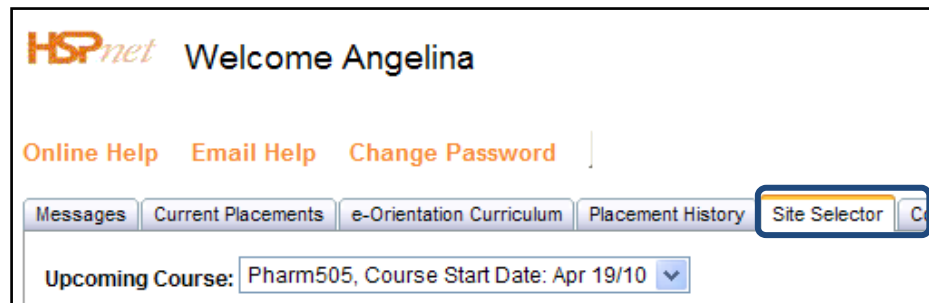 HSPnet Welcome Angelina
Online Help Email Help Change Password
Messages Current Placements e-Orientation Curriculum Placement History Site Selector
Upcoming Course: Pharm505, Course Start Date: Apr 19/10